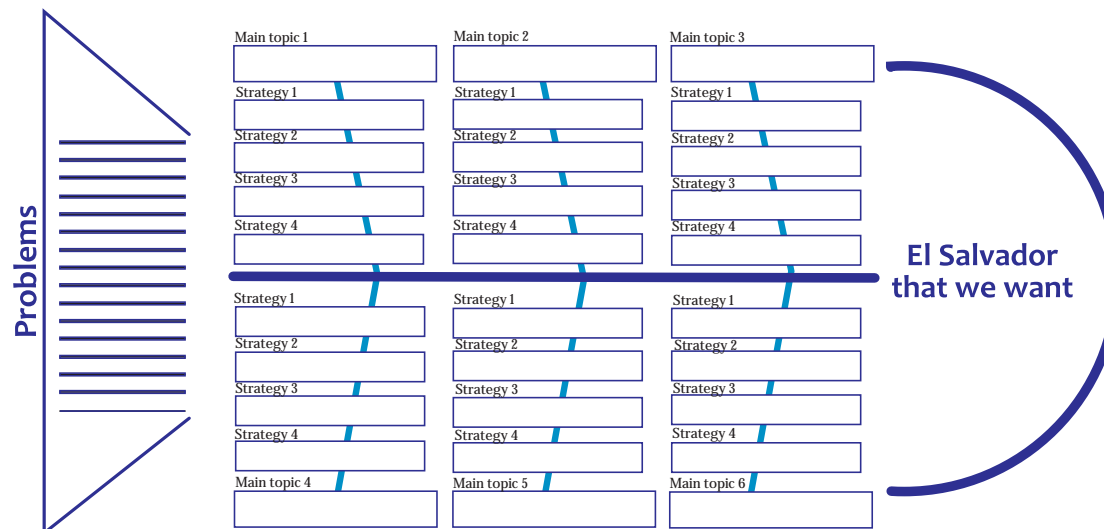 Problems
Main topic 1
Strategy 1
Strategy 2
Strategy 3
Strategy 4
Main topic 2
Strategy 1
Strategy 2
Strategy 3
Strategy 4
Main topic 3
Strategy 1
Strategy 2
Strategy 3
Strategy 4
Strategy 1
Strategy 2
Strategy 3
Strategy 4
Main topic 4
Strategy 1
Strategy 2
Strategy 3
Strategy 4
Main topic 5
Strategy 1
Strategy 2
Strategy 3
Strategy 4
Main topic 6
El Salvador
that we want